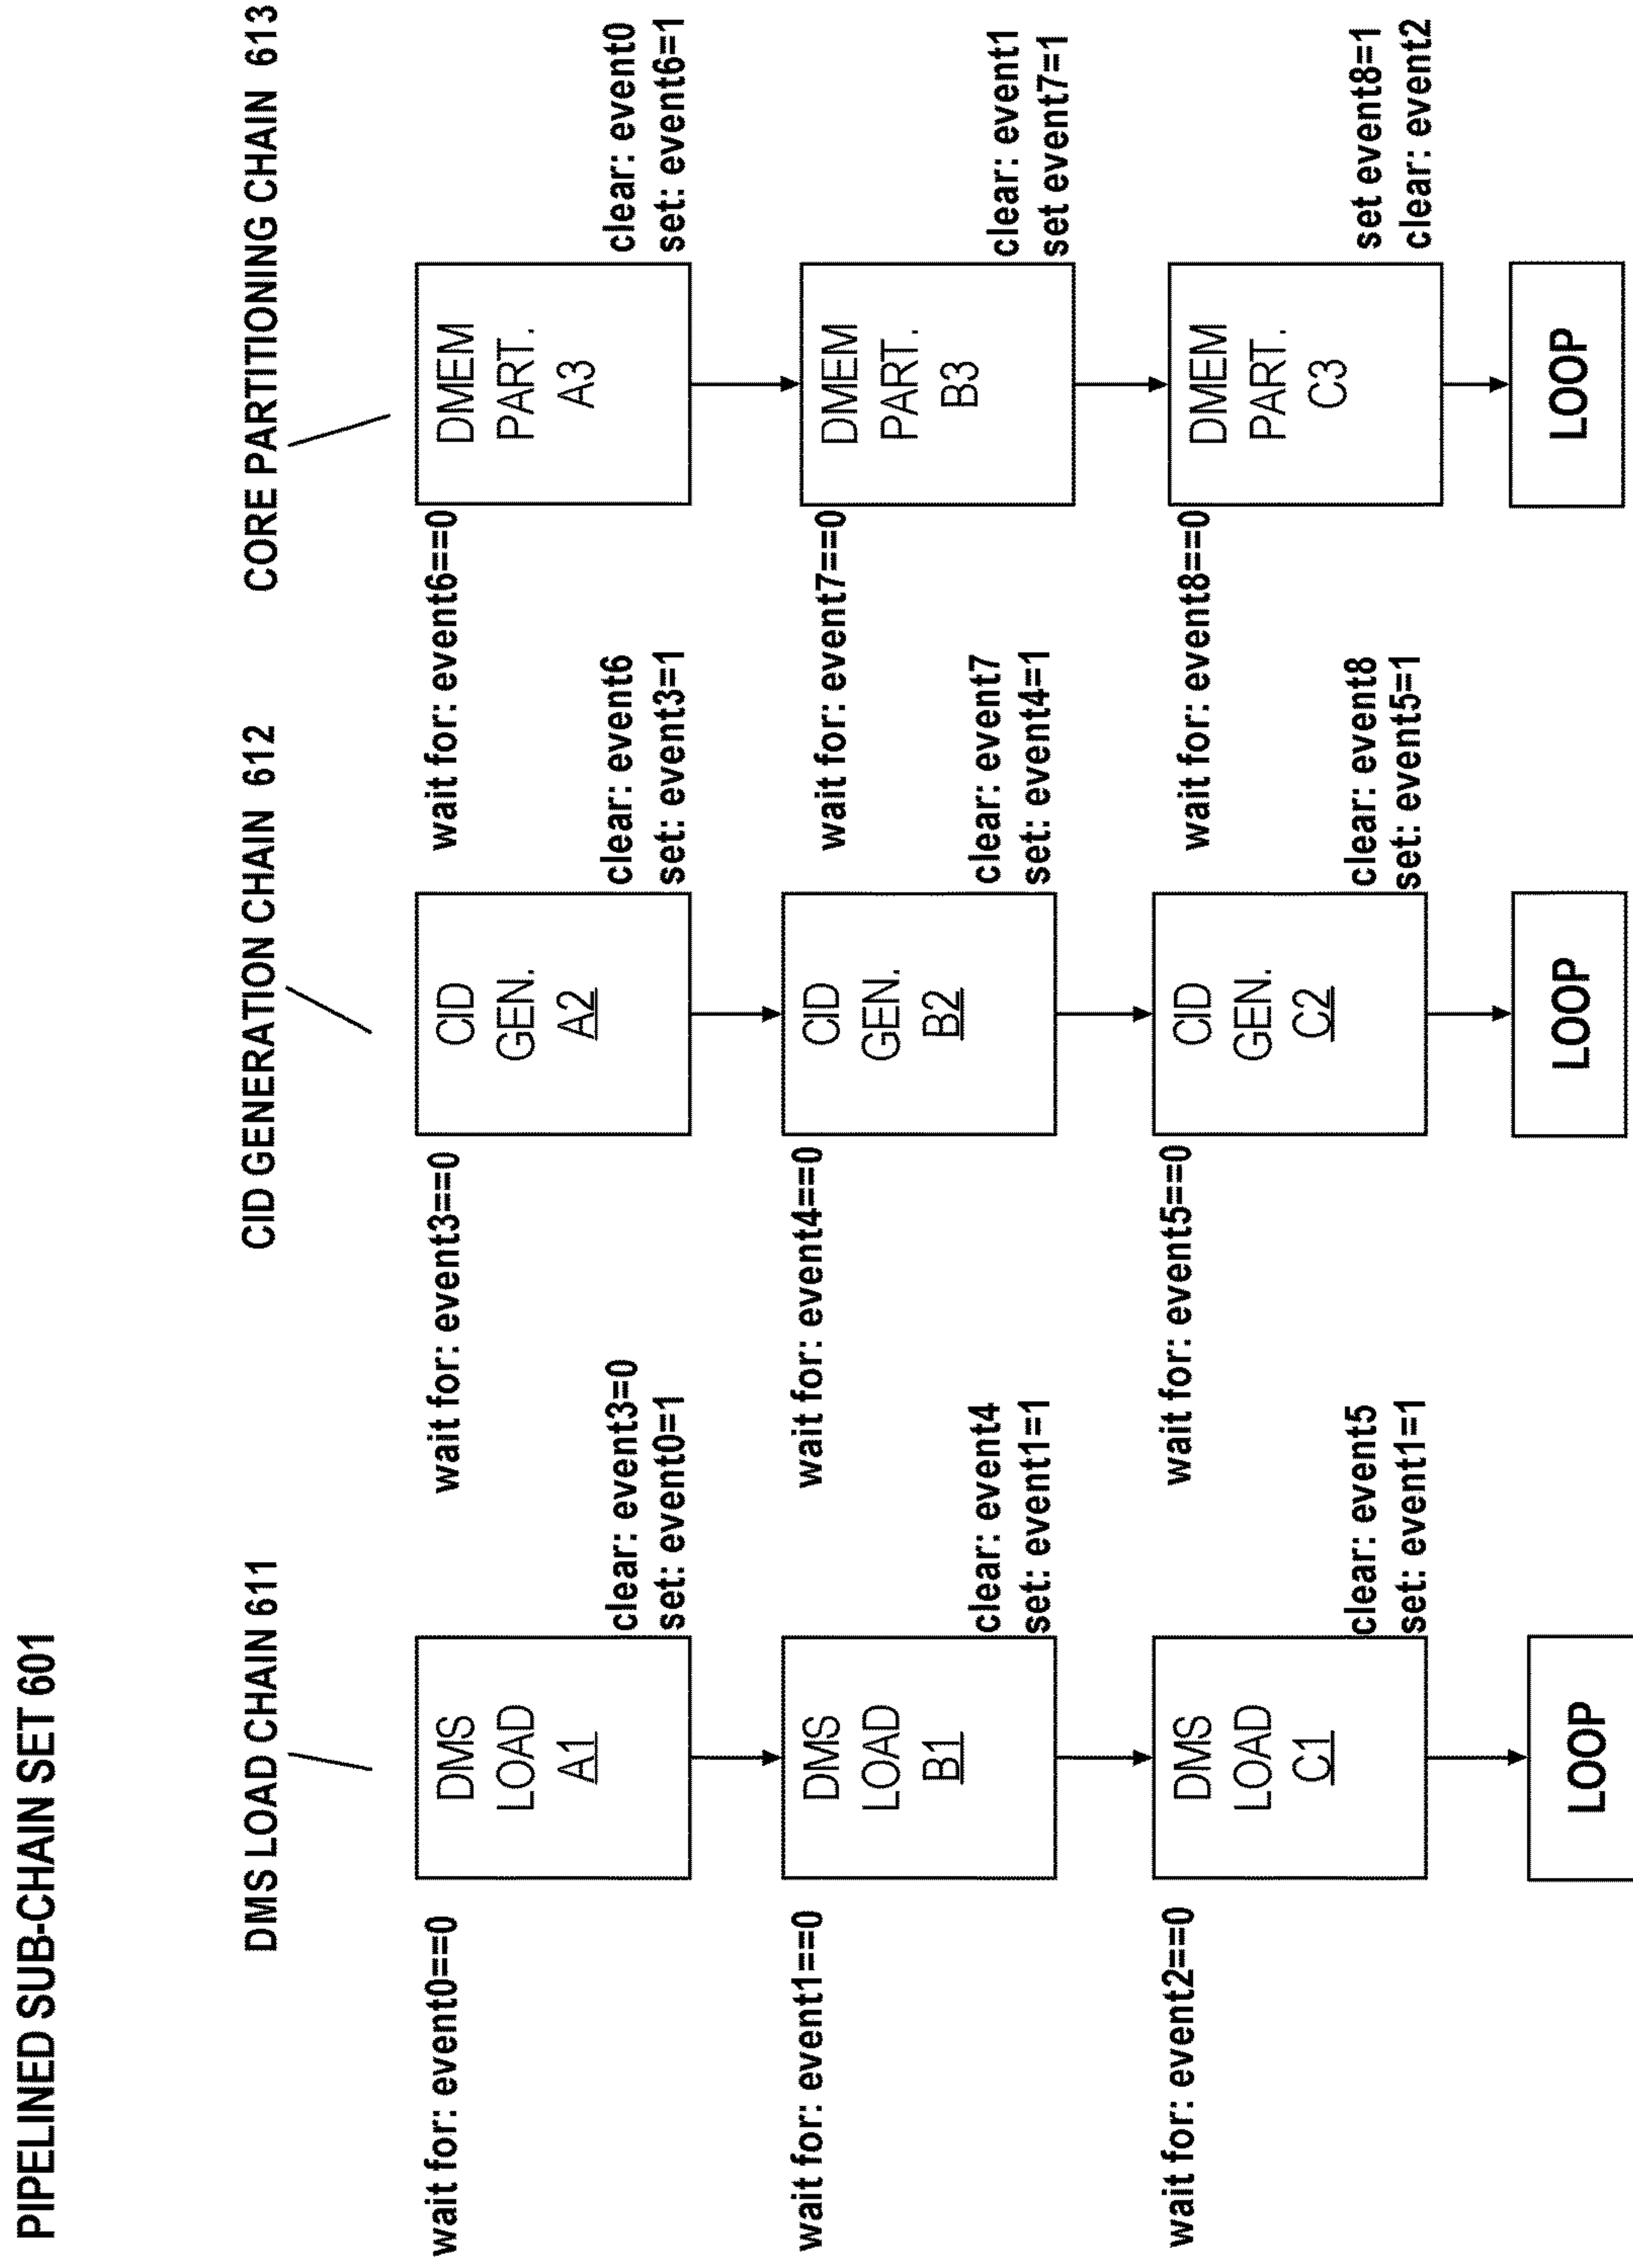 PIPELINED SUB-CHAIN SET 601
DMS LOAD CHAIN 611
wait for: event0==0
DMS
LOAD
A1
clear: event3=0
set: event0=1
wait for: event1==0
DMS
LOAD
B1
clear: event4
set: event1=1
wait for: event2==0
DMS
LOAD
C1
clear: event5
set: event1=1
LOOP
CID GENERATION CHAIN 612
wait for: event3==0
CID
GEN.
A2
clear: event6
set: event3=1
wait for: event4==0
CID
GEN.
B2
clear: event7
set: event4=1
wait for: event5==0
CID
GEN.
C2
clear: event8
set: event5=1
LOOP
CORE PARTITIONING CHAIN 613
wait for: event6==0
DMEM
PART.
A3
clear: event0
set: event6=1
wait for: event7==0
DMEM
PART.
B3
clear: event1
set event7=1
wait for: event8==0
DMEM
PART.
C3
set event8=1
clear: event2
LOOP